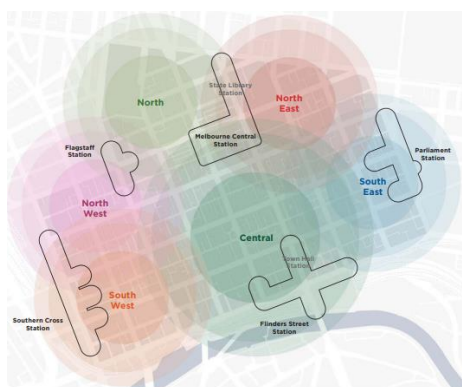 State Library
Station
North
East
North
Melbourne Central
Station
Flagstaff
Station
Parliament
Station
South
East
North
West
Central
Town Hall
Station
South
West
Southern Cross
Station
Flinders Street
Station